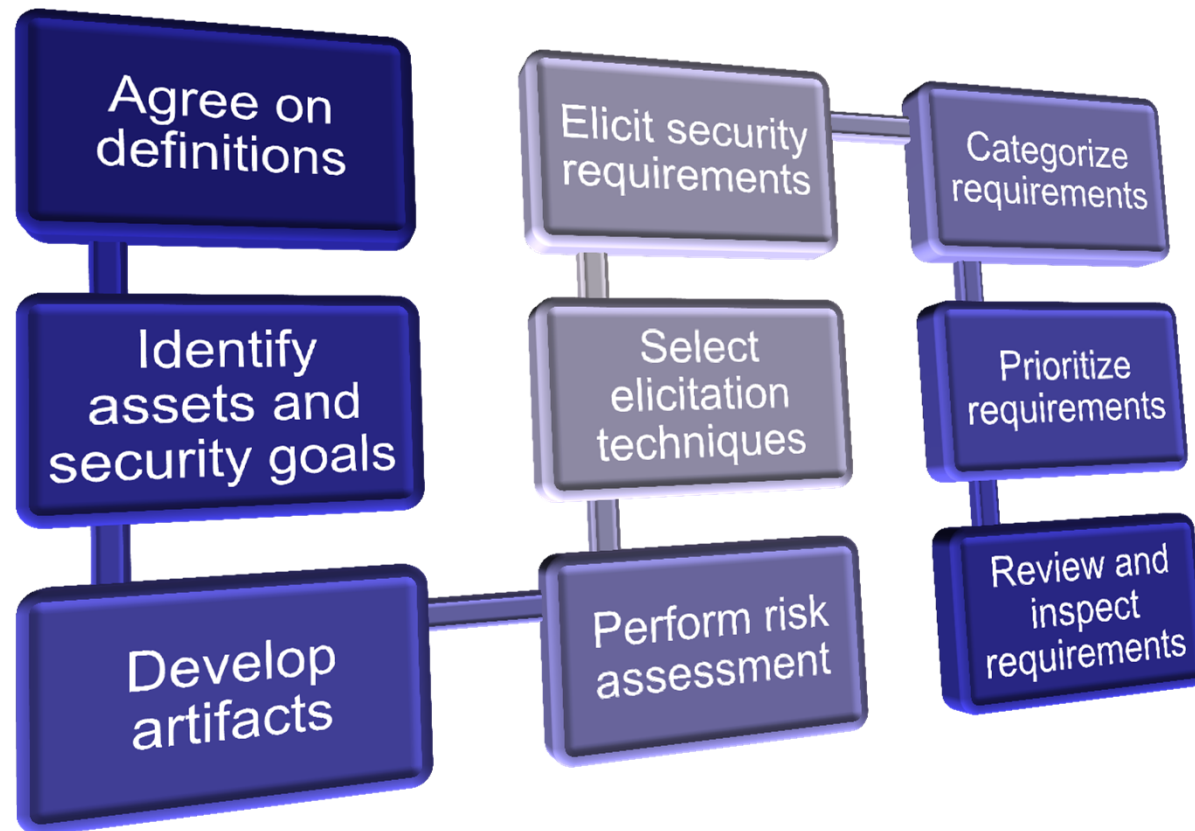 Agree on
definitions
Identify
assets and
security goals
Develop
artifacts
Perform risk
assessment
Select
elicitation
techniques
Elicit security
requirements
Categorize
requirements
Prioritize
requirements
Review and
inspect
requirements